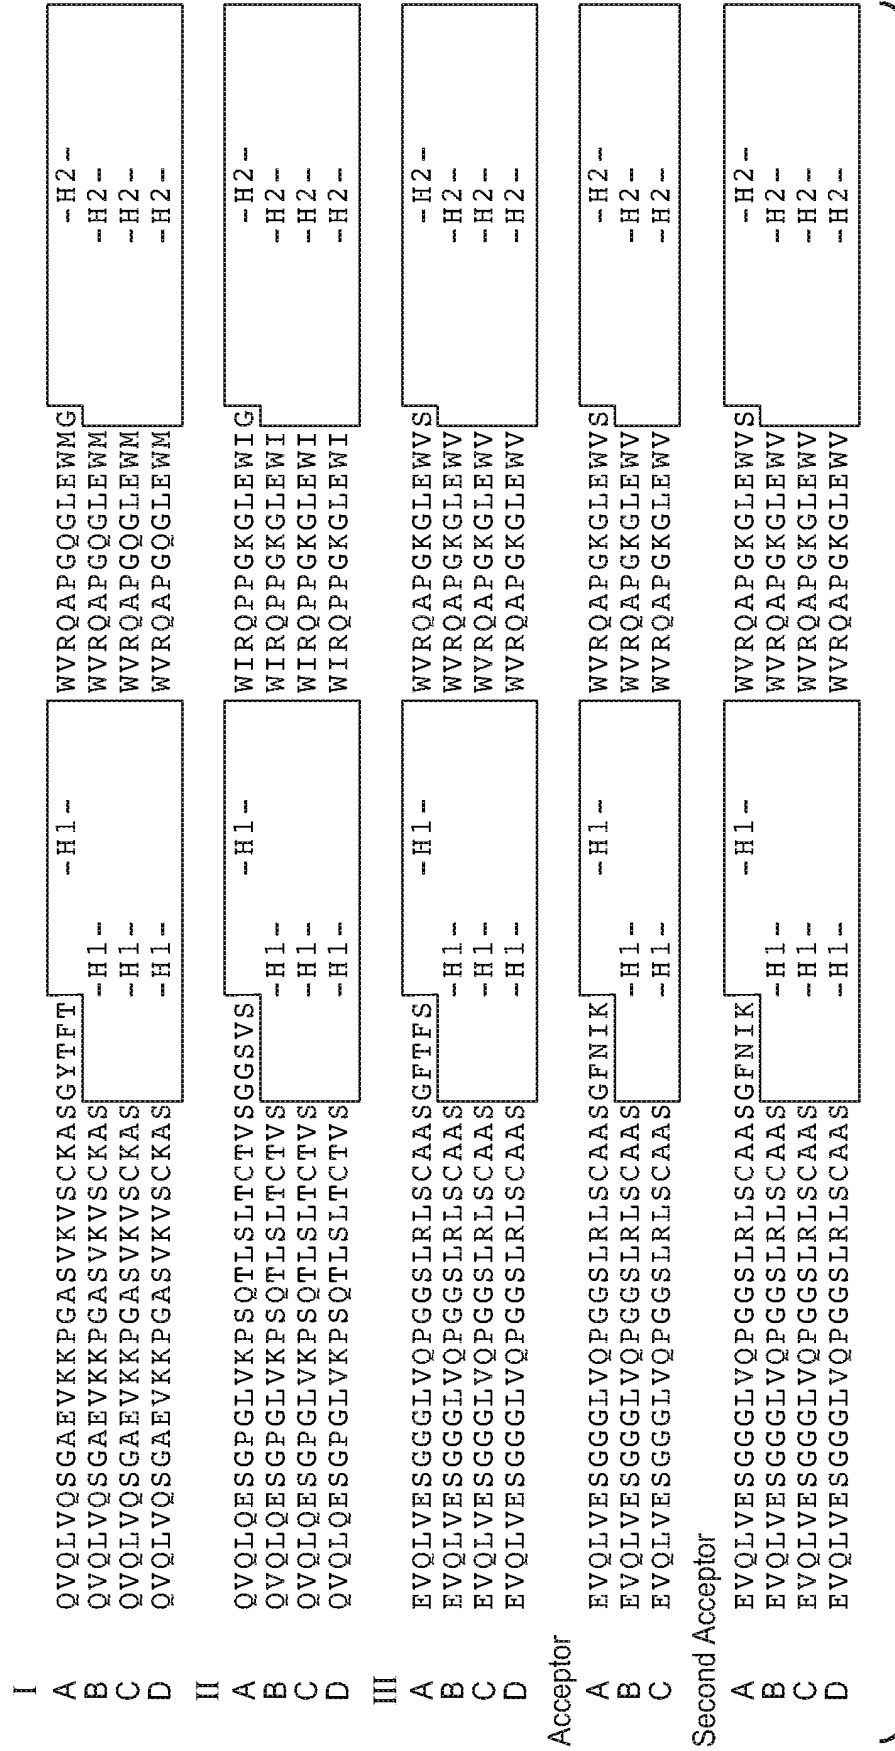 I
A QVQLVQSGAEVKKPGASVKVSCKASGYTFT -H1- WVRQAPGQGLEWMG -H2-
B QVQLVQSGAEVKKPGASVKVSCKAS -H1- WVRQAPGQGLEWM -H2-
C QVQLVQSGAEVKKPGASVKVSCKAS -H1- WVRQAPGQGLEWM -H2-
D QVQLVQSGAEVKKPGASVKVSCKAS -H1- WVRQAPGQGLEWM -H2-
II
A QVQLQESGPGLVKPSQTLSLTCTVSGGSVS -H1- WIRQPPGKGLEWIG -H2-
B QVQLQESGPGLVKPSQTLSLTCTVS -H1- WIRQPPGKGLEWI -H2-
C QVQLQESGPGLVKPSQTLSLTCTVS -H1- WIRQPPGKGLEWI -H2-
D QVQLQESGPGLVKPSQTLSLTCTVS -H1- WIRQPPGKGLEWI -H2-
III
A EVQLVESGGGLVQPGGSLRLSCAASGFTFS -H1- WVRQAPGKGLEWVS -H2-
B EVQLVESGGGLVQPGGSLRLSCAAS -H1- WVRQAPGKGLEWV -H2-
C EVQLVESGGGLVQPGGSLRLSCAAS -H1- WVRQAPGKGLEWV -H2-
D EVQLVESGGGLVQPGGSLRLSCAAS -H1- WVRQAPGKGLEWV -H2-
Acceptor
A EVQLVESGGGLVQPGGSLRLSCAASGFNIK -H1- WVRQAPGKGLEWVS -H2-
B EVQLVESGGGLVQPGGSLRLSCAAS -H1- WVRQAPGKGLEWV -H2-
C EVQLVESGGGLVQPGGSLRLSCAAS -H1- WVRQAPGKGLEWV -H2-
Second Acceptor
A EVQLVESGGGLVQPGGSLRLSCAASGFNIK -H1- WVRQAPGKGLEWVS -H2-
B EVQLVESGGGLVQPGGSLRLSCAAS -H1- WVRQAPGKGLEWV -H2-
C EVQLVESGGGLVQPGGSLRLSCAAS -H1- WVRQAPGKGLEWV -H2-
D EVQLVESGGGLVQPGGSLRLSCAAS -H1- WVRQAPGKGLEWV -H2-